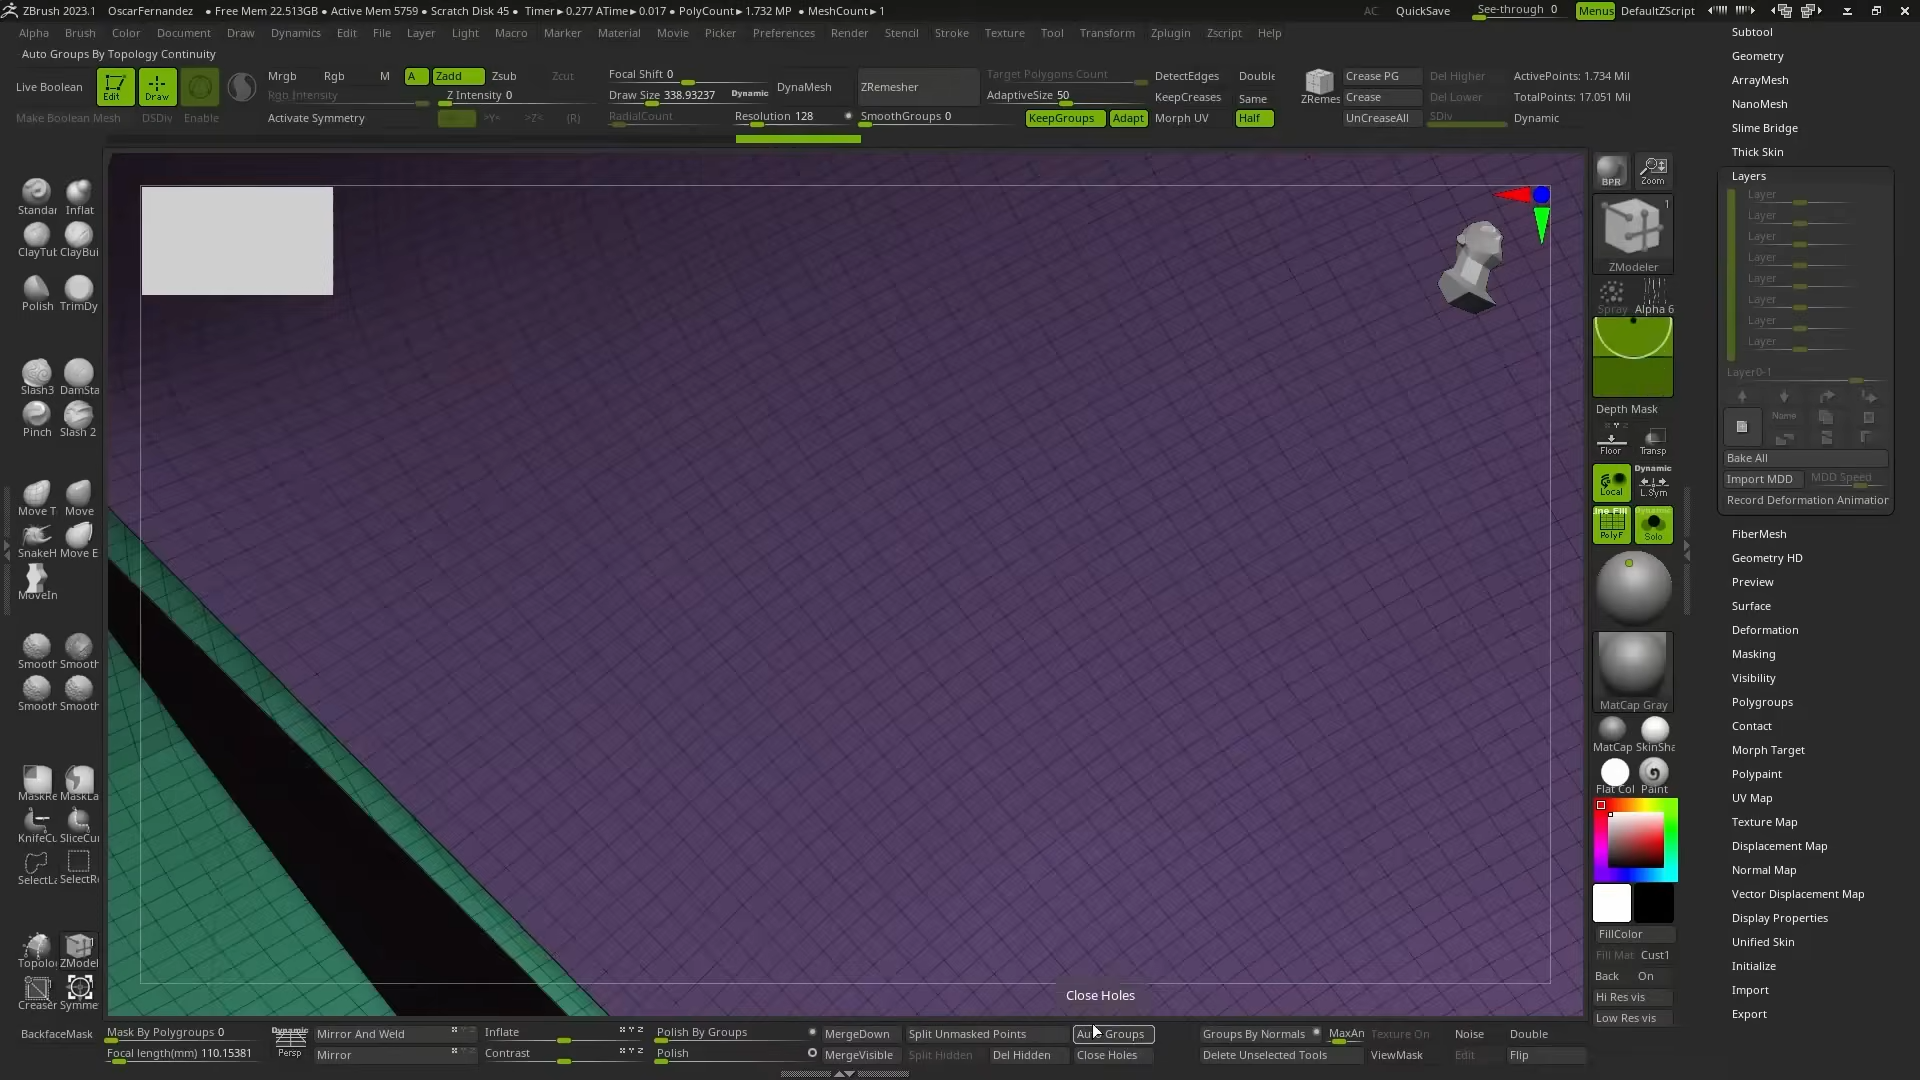 ZBrush 2023.1 OscarFernandez • Free Mem 22.513GB • Active Mem 5759 • Scratch Disk 45 • Timer▸0.277 ATime▸0.017 • PolyCount▸1.732 MP • MeshCount▸1 AC QuickSave See-through 0 Menus DefaultZScript
Alpha Brush Color Document Draw Dynamics Edit File Layer Light Macro Marker Material Movie Picker Preferences Render Stencil Stroke Texture Tool Transform Zplugin Zscript Help
Auto Groups By Topology Continuity
Live Boolean
Make Boolean Mesh
Edit
Draw
DSDiv Enable
Mrgb Rgb M A Zadd Zsub Zcut
Rgb Intensity Z Intensity 0
Activate Symmetry >Y< >Z< (R)
Focal Shift 0
Draw Size 338.93237 Dynamic
RadialCount
DynaMesh
Resolution 128
ZRemesher
SmoothGroups 0
Target Polygons Count
AdaptiveSize 50
KeepGroups Adapt
DetectEdges Double
KeepCreases Same
Morph UV Half
ZRemes
Crease PG Del Higher
Crease Del Lower
UnCreaseAll SDiv
ActivePoints: 1.734 Mil
TotalPoints: 17.051 Mil
Dynamic
Standar Inflat
ClayTub ClayBui
Polish TrimDy
Slash3 DamSta
Pinch Slash 2
Move T Move
SnakeH Move E
MoveIn
Smooth Smooth
Smooth Smooth
MaskRe MaskLa
KnifeCu SliceCu
SelectLa SelectRe
Topolo ZModel
Crease Symme
BPR Zoom
1
ZModeler
Spray Alpha 6
Depth Mask
Floor Transp
Dynamic
Local L.Sym
Line Fill Dynamic
PolyF Solo
MatCap Gray
MatCap SkinSha
Flat Col Paint
FillColor
Fill Mat Cust1
Back On
Hi Res vis
Low Res vis
Subtool
Geometry
ArrayMesh
NanoMesh
Slime Bridge
Thick Skin
Layers
Layer
Layer
Layer
Layer
Layer
Layer
Layer
Layer
Layer0-1
Name
Bake All
Import MDD MDD Speed
Record Deformation Animation
FiberMesh
Geometry HD
Preview
Surface
Deformation
Masking
Visibility
Polygroups
Contact
Morph Target
Polypaint
UV Map
Texture Map
Displacement Map
Normal Map
Vector Displacement Map
Display Properties
Unified Skin
Initialize
Import
Export
Close Holes
BackfaceMask
Mask By Polygroups 0
Focal length(mm) 110.15381
Dynamic
Persp
Mirror And Weld
Mirror
Inflate
Contrast
Polish By Groups
Polish
MergeDown Split Unmasked Points Auto Groups
MergeVisible Split Hidden Del Hidden Close Holes
Groups By Normals MaxAn Texture On Noise Double
Delete Unselected Tools ViewMask Edit Flip